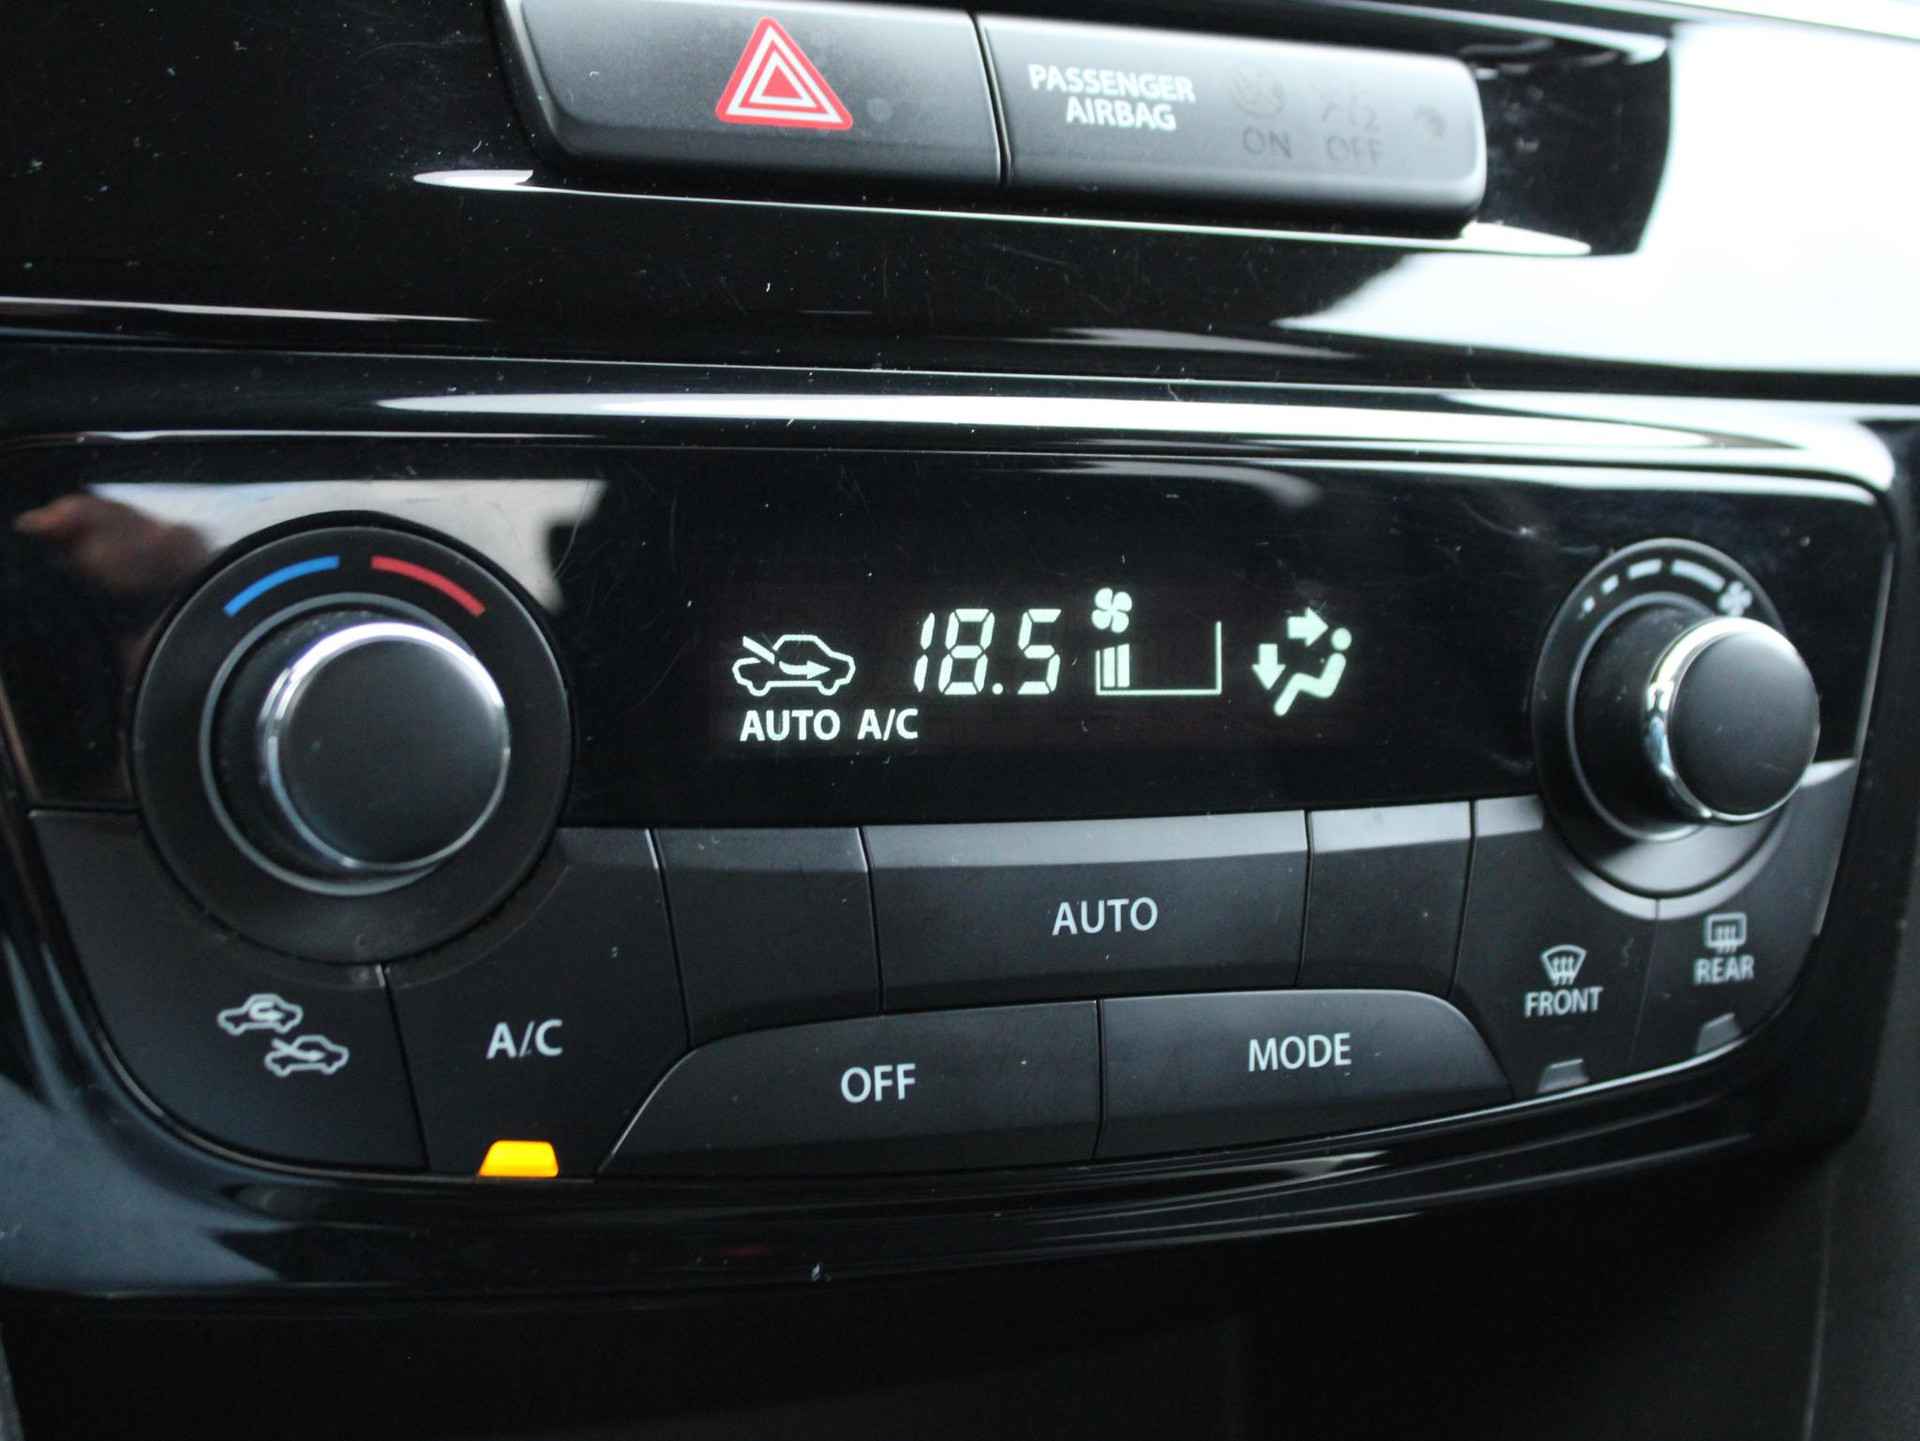 PASSENGER
AIRBAG
ON OFF
18.5
AUTO A/C
AUTO
A/C
OFF
MODE
FRONT
REAR